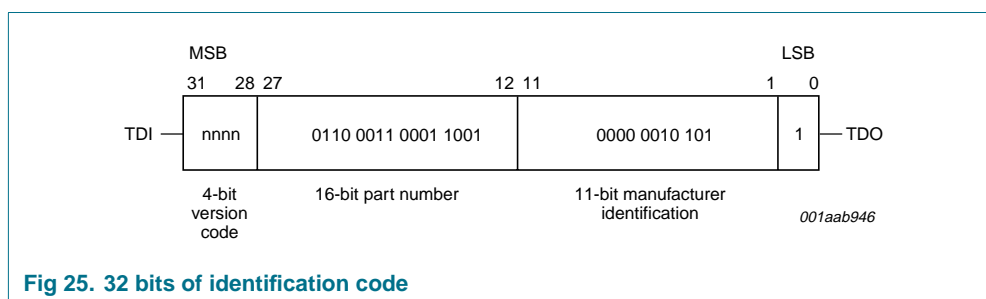 MSB LSB
31 28 27 12 11 1 0
TDI nnnn 0110 0011 0001 1001 0000 0010 101 1 TDO
4-bit 16-bit part number 11-bit manufacturer
version identification
code 001aab946
Fig 25. 32 bits of identification code